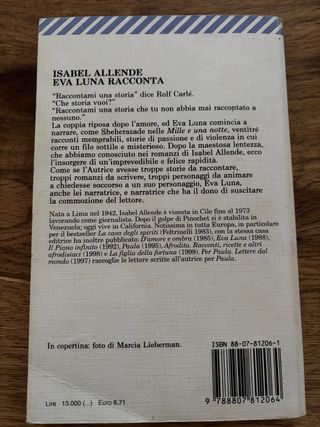 ISABEL ALLENDE
EVA LUNA RACCONTA
“Raccontami una storia” dice Rolf Carlé.
“Che storia vuoi?”
“Raccontami una storia che tu non abbia mai raccontato a
nessuno.”
La coppia riposa dopo l'amore, ed Eva Luna comincia a
narrare, come Sheherazade nelle Mille e una notte, ventitré
racconti memorabili, storie di passione e di violenza in cui
corre un filo sottile e misterioso. Dopo la maestosa lentezza,
che abbiamo conosciuto nei romanzi di Isabel Allende, ecco
l'insorgere di un'imprevedibile e felice rapidità.
Come se l'Autrice avesse troppe storie da raccontare,
troppi romanzi da scrivere, troppi personaggi da animare
a chiedesse soccorso a un suo personaggio, Eva Luna,
anche lei narratrice, e narratrice che ha il dono di suscitare
la commozione del lettore.
Nata a Lima nel 1942, Isabel Allende è vissuta in Cile fino al 1973
lavorando come giornalista. Dopo il golpe di Pinochet si è stabilita in
Venezuela; oggi vive in California. Notissima in tutta Europa, in particolare
per il bestseller La casa degli spiriti (Feltrinelli 1983), con la stessa casa
editrice ha inoltre pubblicato: D'amore e ombra (1985), Eva Luna (1988),
Il Piano infinito (1992), Paula (1995), Afrodita. Racconti, ricette e altri
afrodisiaci (1998) e La figlia della fortuna (1999). Per Paula. Lettere dal
mondo (1997) raccoglie le lettere scritte all'autrice per Paula.
In copertina: foto di Marcia Lieberman.
ISBN 88-07-81206-1
9 788807 812064
Lire 13.000 (...) Euro 6,71